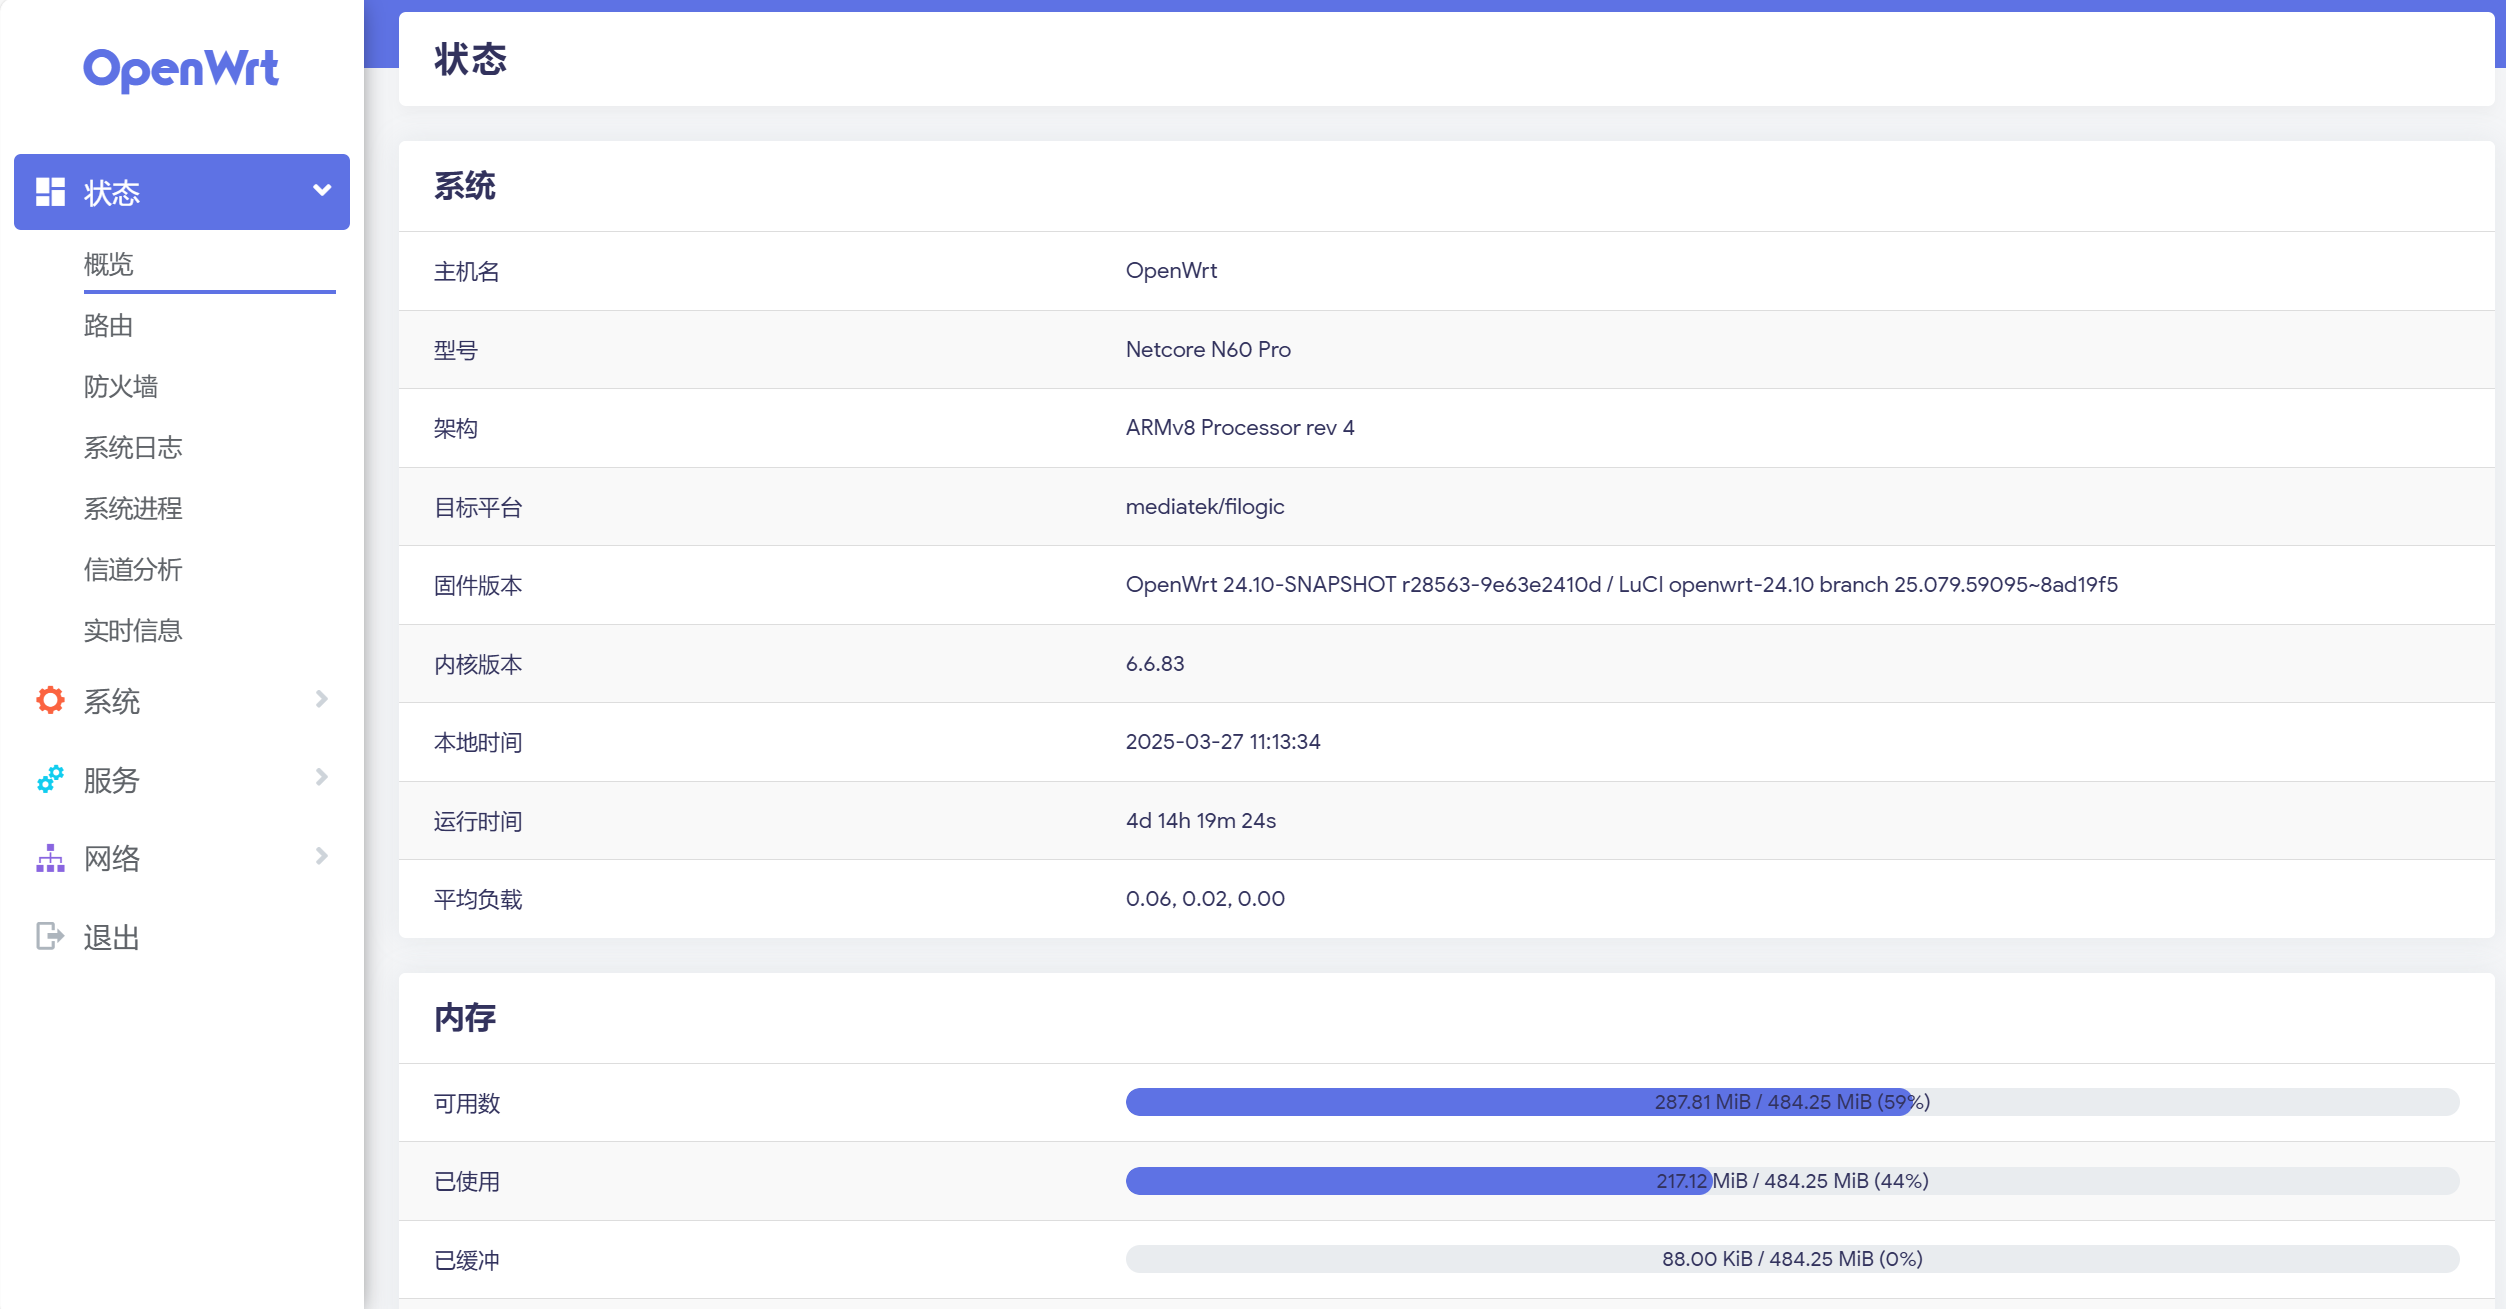 OpenWrt
状态
概览
路由
防火墙
系统日志
系统进程
信道分析
实时信息
系统
服务
网络
退出
状态
系统
主机名 OpenWrt
型号 Netcore N60 Pro
架构 ARMv8 Processor rev 4
目标平台 mediatek/filogic
固件版本 OpenWrt 24.10-SNAPSHOT r28563-9e63e2410d / LuCI openwrt-24.10 branch 25.079.59095~8ad19f5
内核版本 6.6.83
本地时间 2025-03-27 11:13:34
运行时间 4d 14h 19m 24s
平均负载 0.06, 0.02, 0.00
内存
可用数 287.81 MiB / 484.25 MiB (59%)
已使用 217.12 MiB / 484.25 MiB (44%)
已缓冲 88.00 KiB / 484.25 MiB (0%)